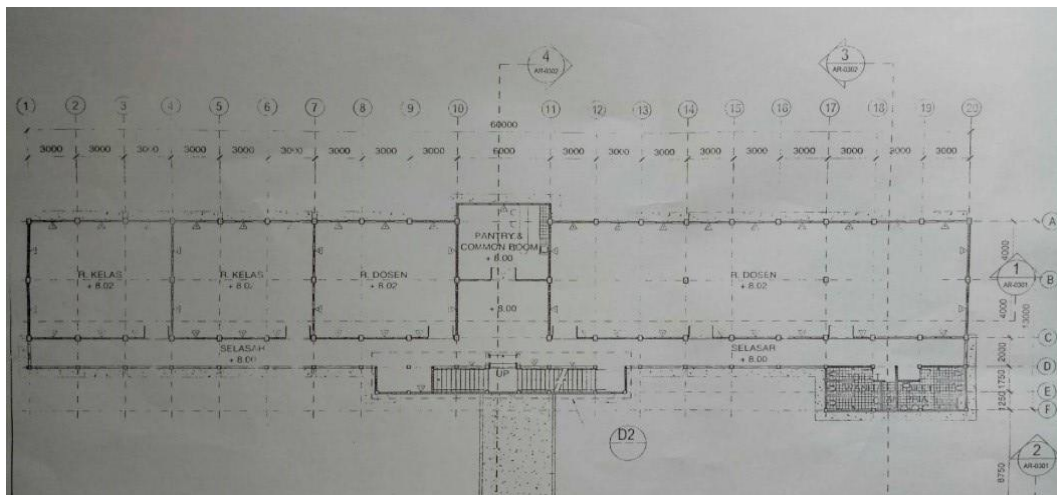 4
AR-0302
3
AR-0302
1 2 3 4 5 6 7 8 9 10 11 12 13 14 15 16 17 18 19 20
60000
3000 3000 3000 3000 3000 3000 3000 3000 3000 6000 3000 3000 3000 3000 3000 3000 3000 3000 3000
A
PANTRY &
COMMON ROOM
+ 8.00
4000
R. KELAS
+ 8.02
R. KELAS
R. DOSEN
+ 8.02
R. DOSEN
+ 8.02
B
1
AR-0301
+ 8.00
4000
13000
C
SELASAR
+ 8.00
SELASAR
+ 8.00
2000
UP
D
1750
E
1250
F
D2
2
AR-0301
8750